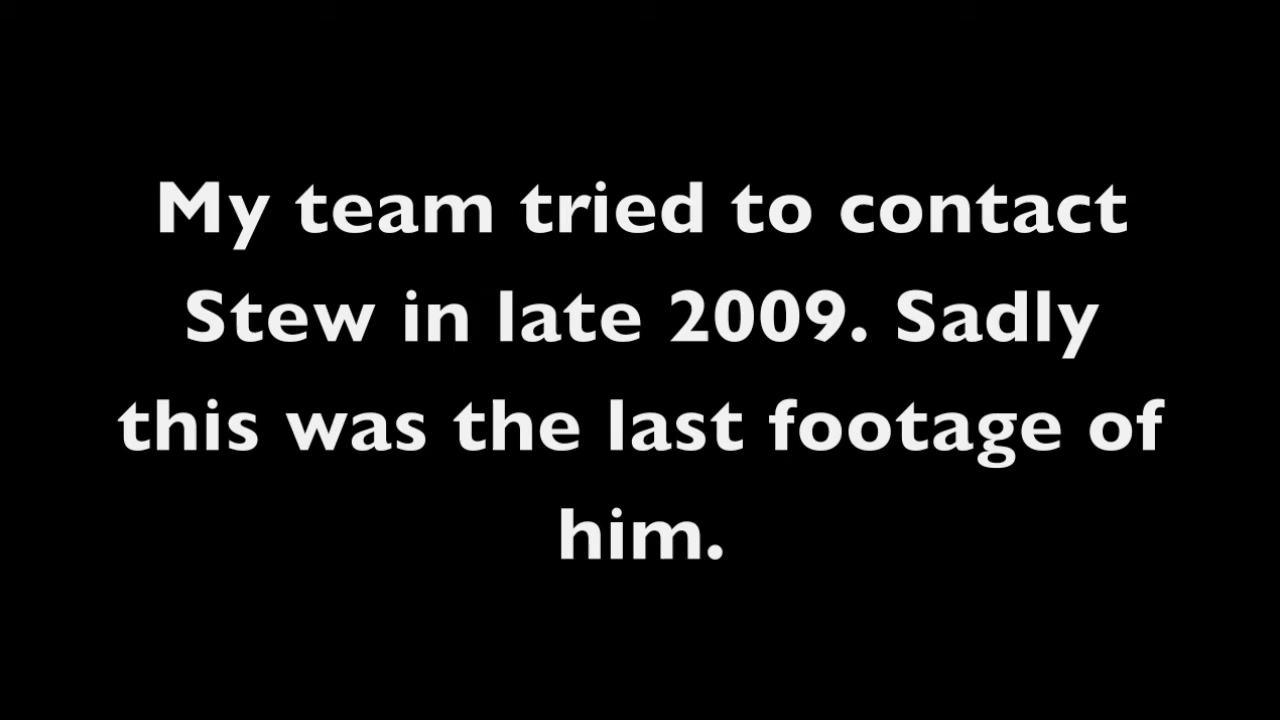 My team tried to contact
Stew in late 2009. Sadly
this was the last footage of
him.